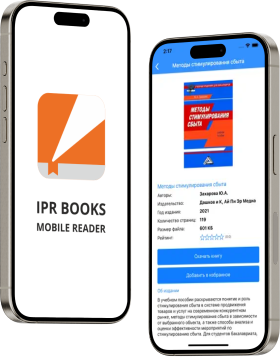 IPR BOOKS
MOBILE READER
2:17
Методы стимулирования сбыта
МЕТОДЫ
СТИМУЛИРОВАНИЯ
СБЫТА
Методы стимулирования сбыта
Авторы: Захарова Ю.А.
Издательство: Дашков и К, Ай Пи Эр Медиа
Год издания: 2021
Количество страниц: 119
Размер файла: 601 KB
Рейтинг
Скачать книгу
Добавить в избранное
Об издании
В учебном пособии раскрываются понятие и роль
стимулирования сбыта в системе продвижения
товаров и услуг на современном конкурентном
рынке, методы стимулирования сбыта в зависимости
от выбранного объекта, а также способы анализа и
оценки эффективности мероприятий по
стимулированию сбыта. Для студентов бакалавриата,